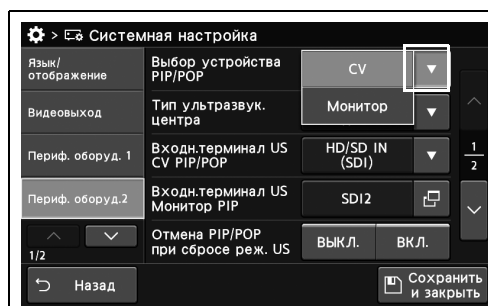 > Системная настройка
Язык/
отображение
Видеовыход
Периф. оборуд. 1
Периф. оборуд.2
1/2
Назад
Выбор устройства
PIP/POP
CV
Монитор
Тип ультразвук.
центра
Входн.терминал US
CV PIP/POP
HD/SD IN
(SDI)
Входн.терминал US
Монитор PIP
SDI2
Отмена PIP/POP
при сбросе реж. US
ВЫКЛ.
ВКЛ.
1
2
Сохранить
и закрыть